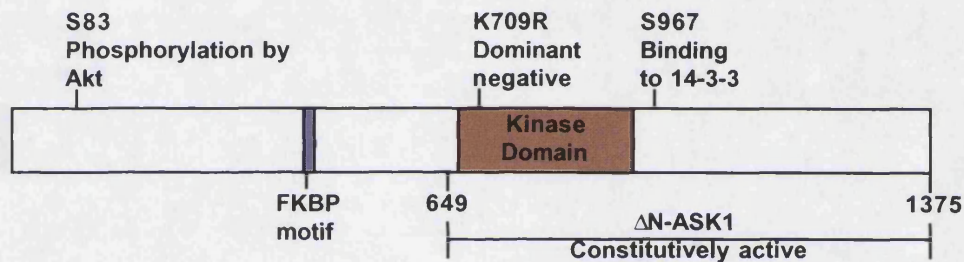 S83
Phosphorylation by
Akt
K709R
Dominant
negative
S967
Binding
to 14-3-3
Kinase
Domain
FKBP
motif
649
1375
ΔN-ASK1
Constitutively active